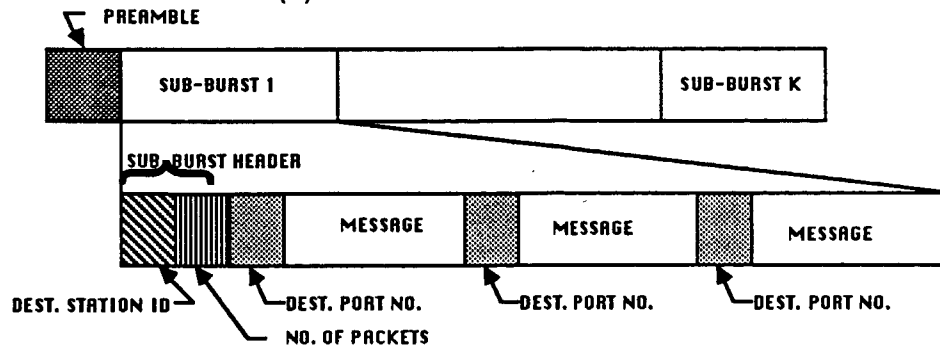 PREAMBLE
SUB-BURST 1
SUB-BURST K
SUB-BURST HEADER
MESSAGE
MESSAGE
MESSAGE
DEST. STATION ID
DEST. PORT NO.
DEST. PORT NO.
DEST. PORT NO.
NO. OF PACKETS